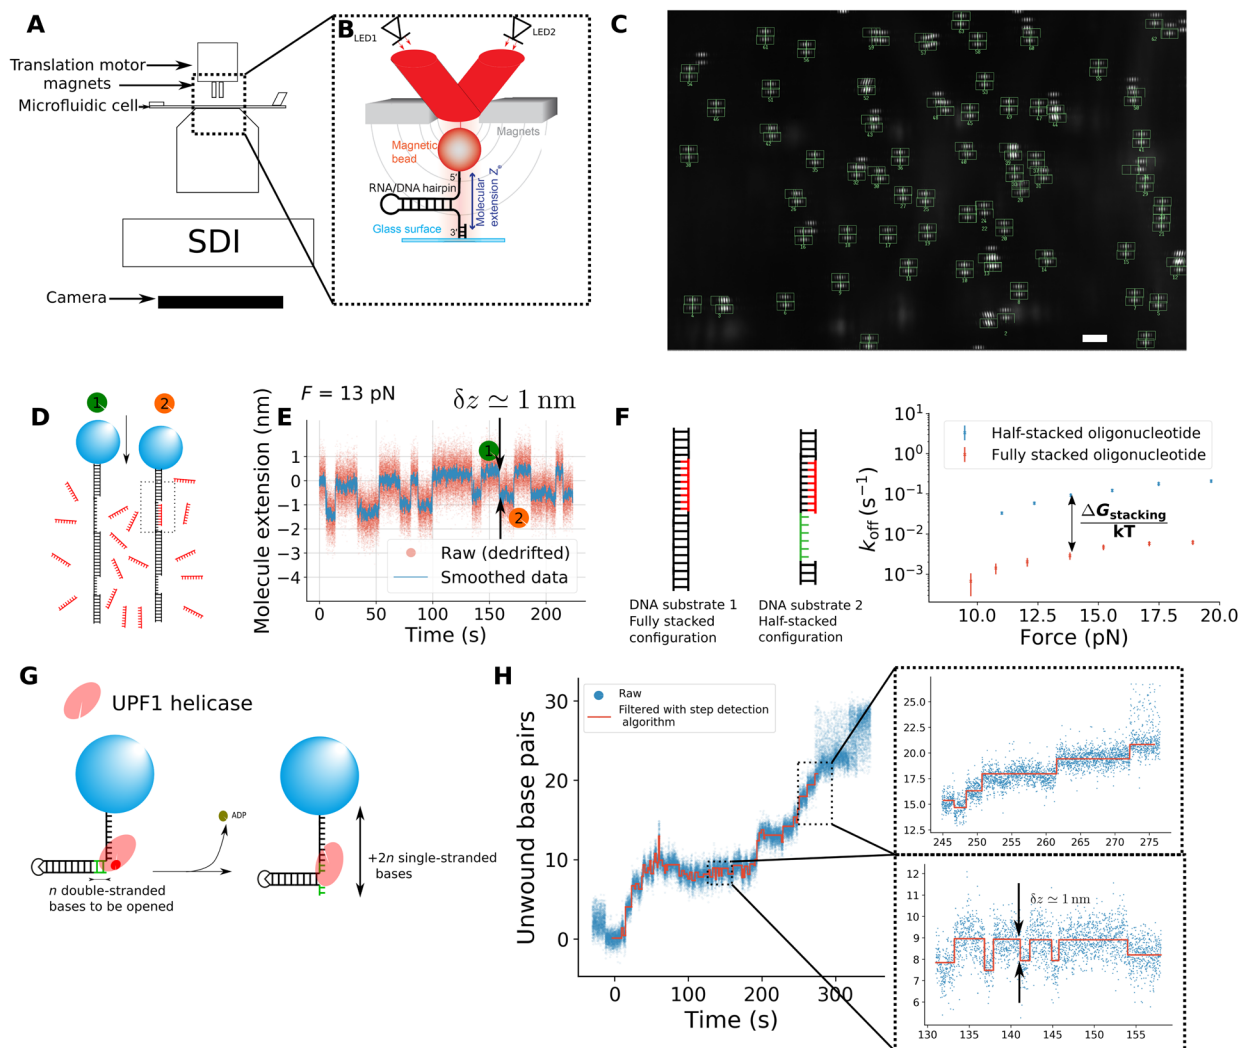 A
Translation motor
magnets
Microfluidic cell
SDI
Camera
B
LED1
LED2
Magnets
Magnetic
bead
5'
RNA/DNA hairpin
Molecular
extension Ze
Glass surface
3'
C
D
1
2
E
F = 13 pN
δz ≃ 1 nm
Molecule extension (nm)
1
0
−1
−2
−3
−4
1
2
Raw (dedrifted)
Smoothed data
0
50
100
150
200
Time (s)
F
DNA substrate 1
Fully stacked
configuration
DNA substrate 2
Half-stacked
configuration
koff (s−1)
10^1
10^0
10^−1
10^−2
10^−3
Half-stacked oligonucleotide
Fully stacked oligonucleotide
ΔGstacking
kT
10.0
12.5
15.0
17.5
20.0
Force (pN)
G
UPF1 helicase
ADP
n double-stranded
bases to be opened
+2n single-stranded
bases
H
Raw
Filtered with step detection
algorithm
Unwound base pairs
30
20
10
0
0
100
200
300
Time (s)
25.0
22.5
20.0
17.5
15.0
12.5
245
250
255
260
265
270
275
δz ≃ 1 nm
12
11
10
9
8
7
6
130
135
140
145
150
155